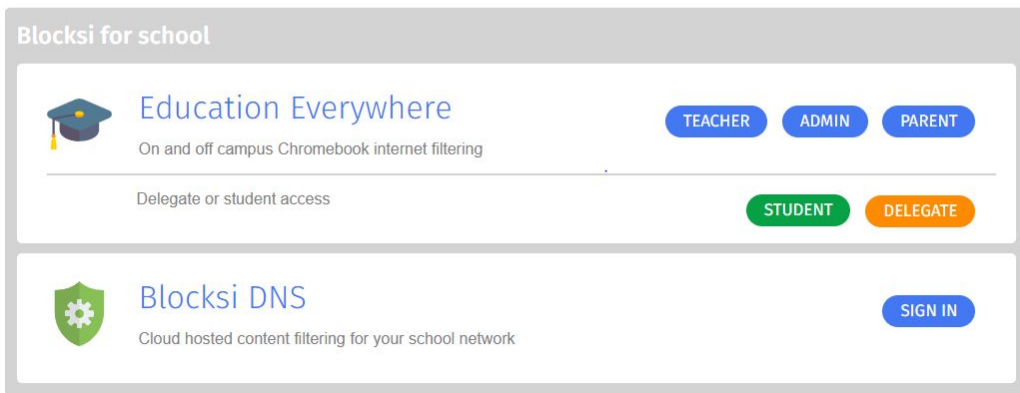 Blocksi for school
Education Everywhere
TEACHER ADMIN PARENT
On and off campus Chromebook internet filtering
Delegate or student access
STUDENT DELEGATE
Blocksi DNS
SIGN IN
Cloud hosted content filtering for your school network